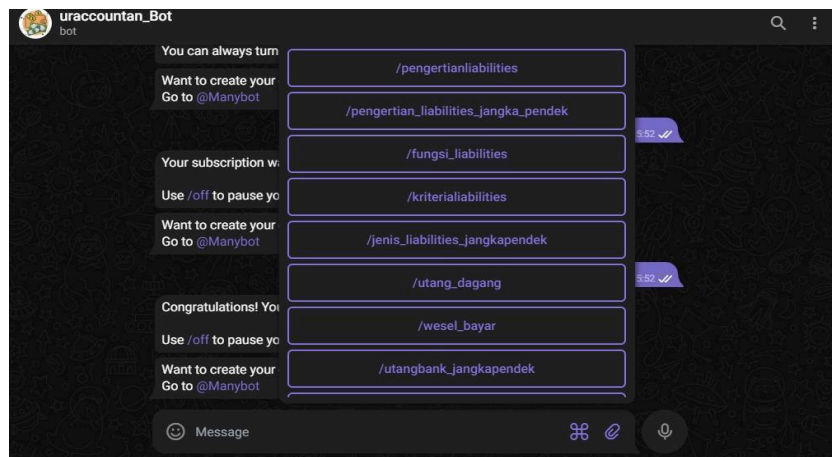 uraccountan_Bot
bot
You can always turn
Want to create your
Go to @Manybot
5:52
Your subscription wa
Use /off to pause yo
Want to create your
Go to @Manybot
5:52
Congratulations! You
Use /off to pause yo
Want to create your
Go to @Manybot
/pengertianliabilities
/pengertian_liabilities_jangka_pendek
/fungsi_liabilities
/kriterialiabilities
/jenis_liabilities_jangkapendek
/utang_dagang
/wesel_bayar
/utangbank_jangkapendek
Message